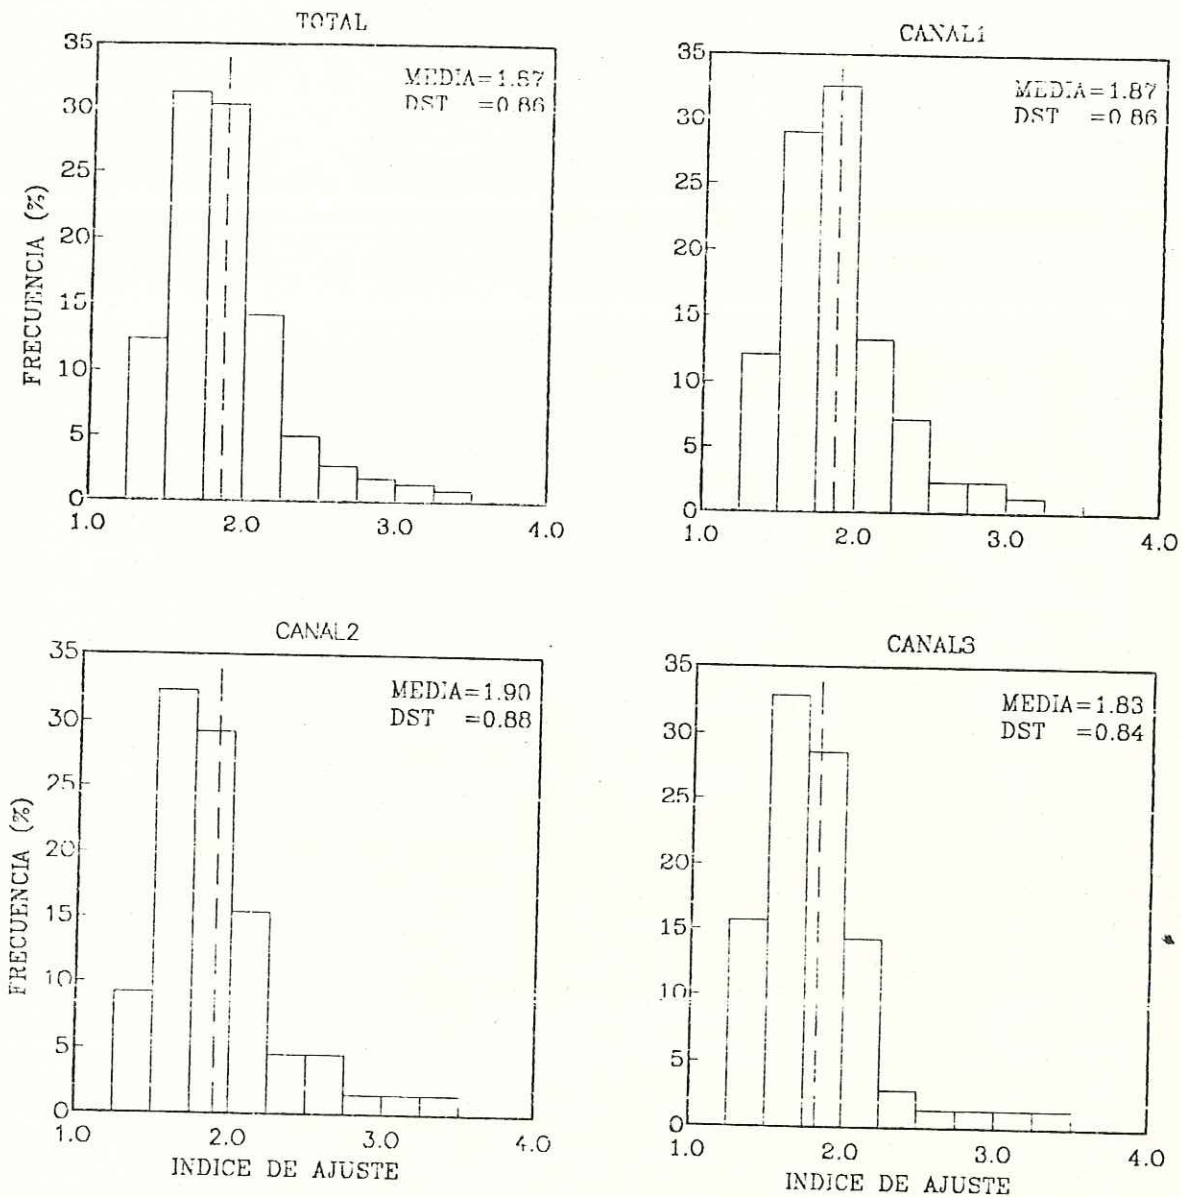 TOTAL
35
30
25
20
15
10
5
0
FRECUENCIA (%)
MEDIA=1.87
DST =0.86
1.0 2.0 3.0 4.0
CANAL1
35
30
25
20
15
10
5
0
MEDIA=1.87
DST =0.86
1.0 2.0 3.0 4.0
CANAL2
35
30
25
20
15
10
5
0
FRECUENCIA (%)
MEDIA=1.90
DST =0.88
1.0 2.0 3.0 4.0
INDICE DE AJUSTE
CANAL3
35
30
25
20
15
10
5
0
MEDIA=1.83
DST =0.84
1.0 2.0 3.0 4.0
INDICE DE AJUSTE